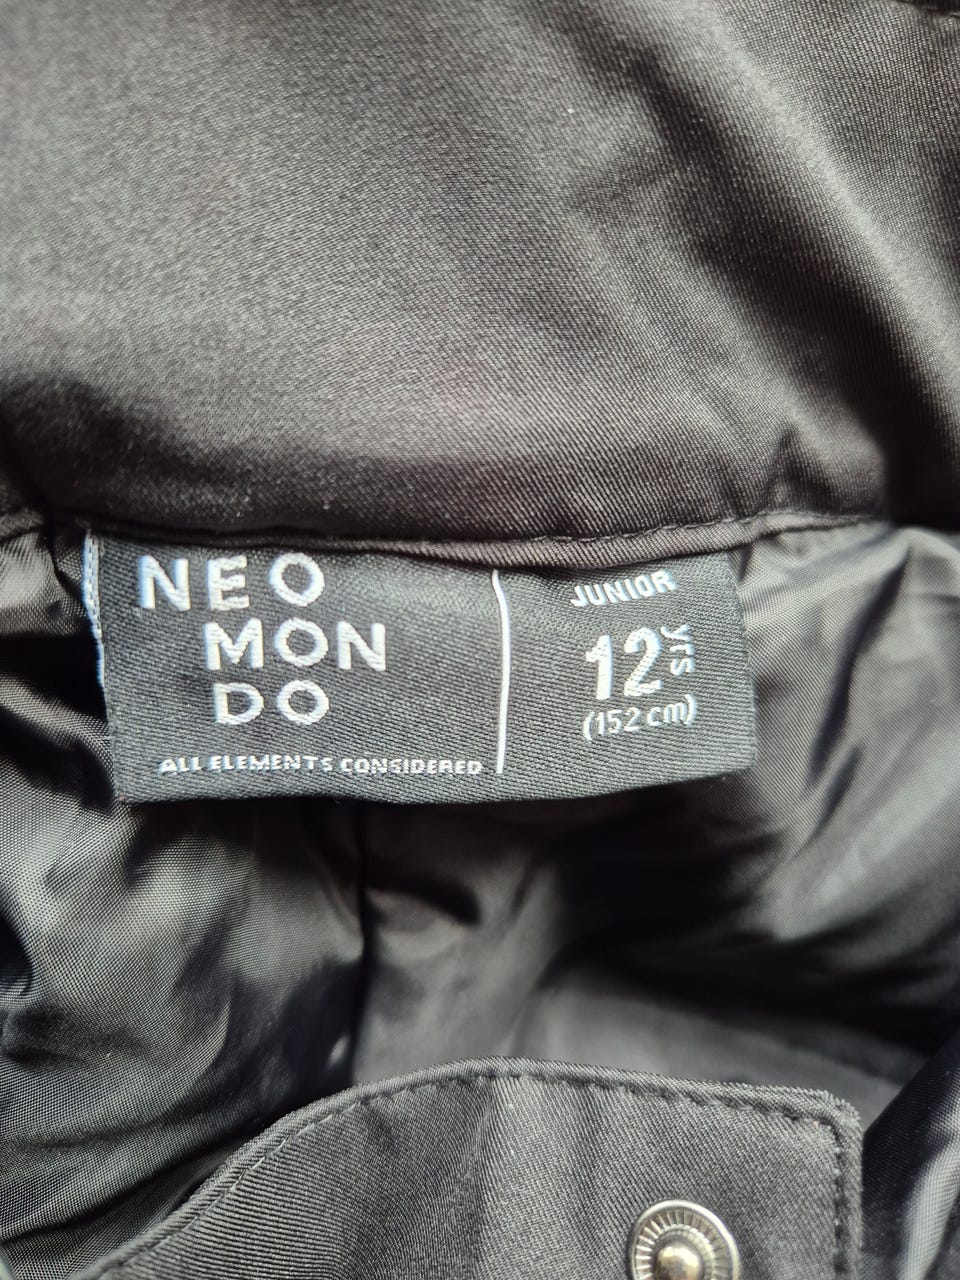 NEO
MON
DO
ALL ELEMENTS CONSIDERED
JUNIOR
12 yrs
(152 cm)